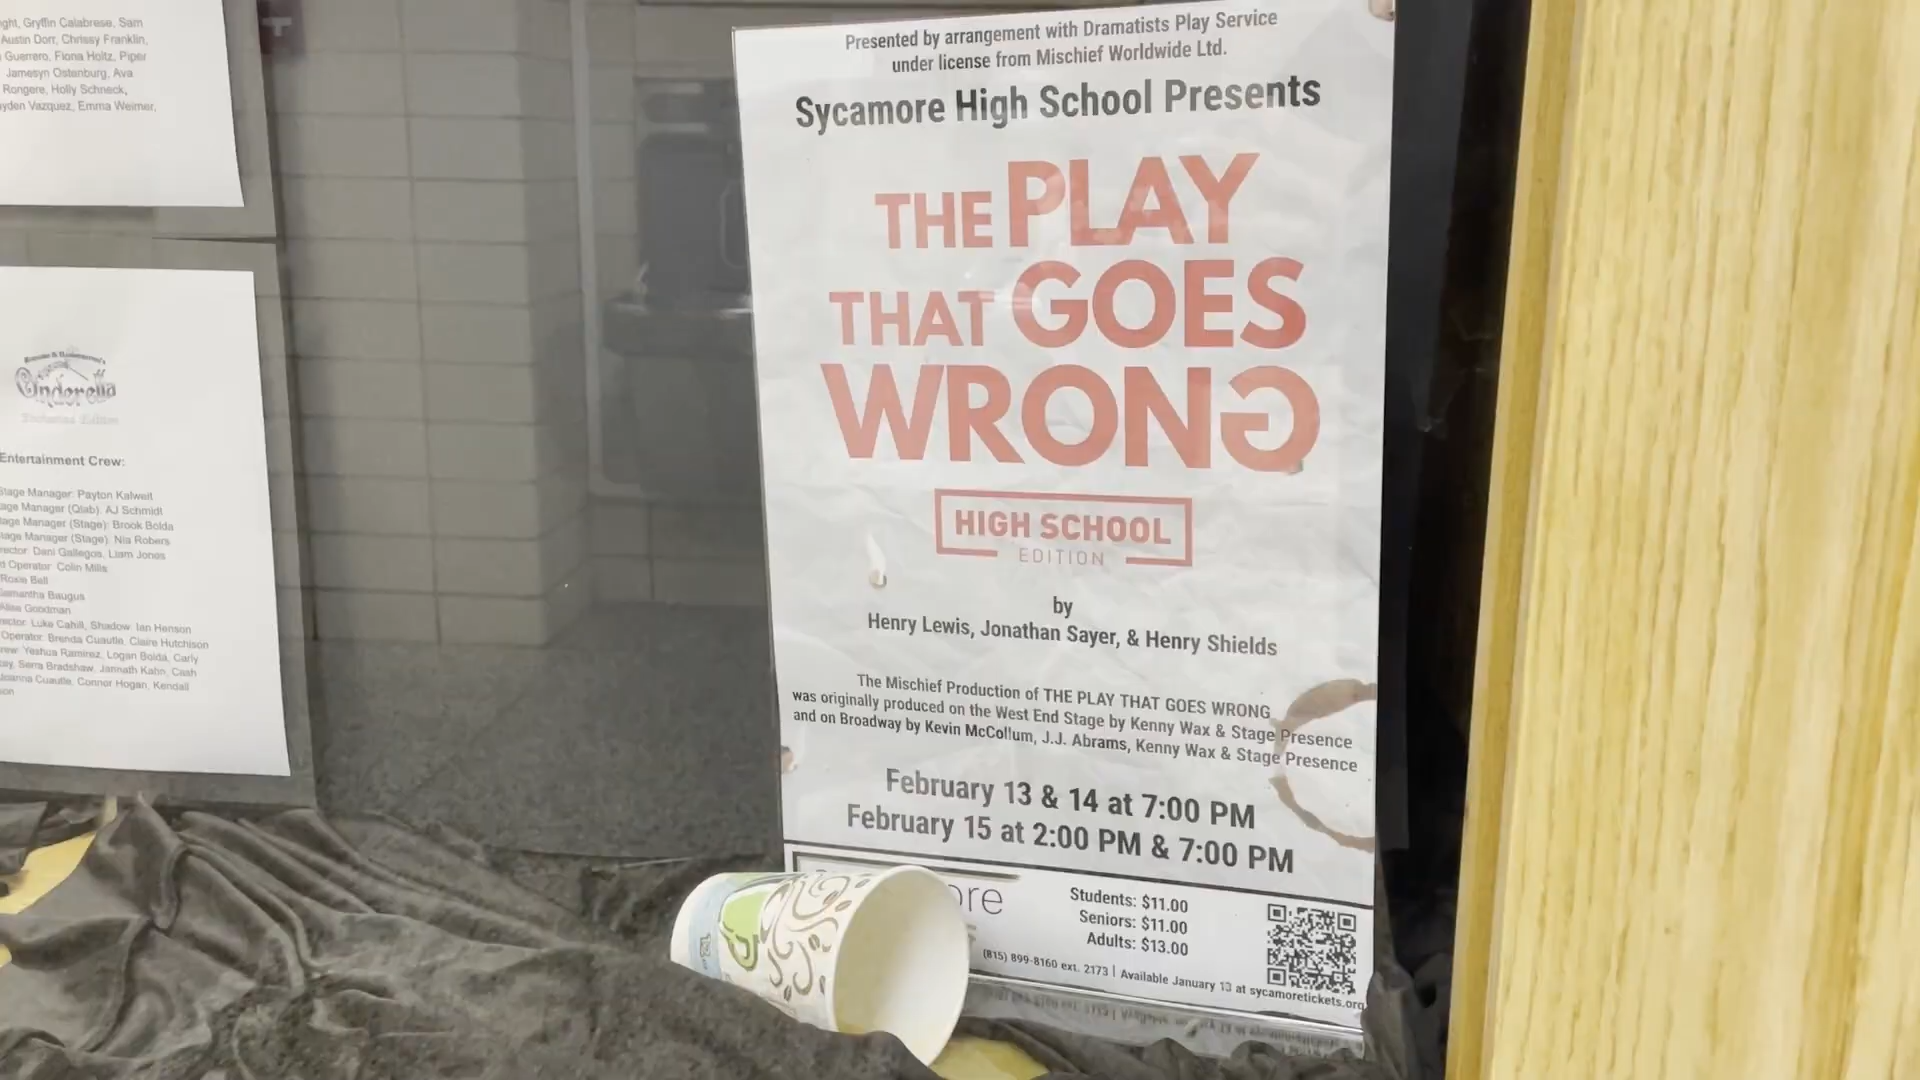 Gryffin Calabrese, Sam
Austin Dorr, Chrissy Franklin,
Guerrero, Fiona Holtz, Piper
Jamesyn Ostenburg, Ava
Rongere, Holly Schneck,
Vazquez, Emma Weimer,
Cinderella
Enchanted Edition
Entertainment Crew:
Stage Manager: Payton Kalweit
Manager (Qlab): AJ Schmidt
Manager (Stage): Brook Bolda
Manager (Stage): Nia Robers
Dani Gallegos, Liam Jones
Operator: Colin Mills
Roxie Bell
Samantha Baugus
Goodman
Luke Cahill, Shadow: Ian Henson
Operator: Brenda Cuautle, Claire Hutchison
Yeshua Ramirez, Logan Bolda, Carly
Serra Bradshaw, Jannath Kahn, Cash
Cuautle, Connor Hogan, Kendall
Presented by arrangement with Dramatists Play Service
under license from Mischief Worldwide Ltd.
Sycamore High School Presents
THE PLAY
THAT GOES
WRONG
HIGH SCHOOL
EDITION
by
Henry Lewis, Jonathan Sayer, & Henry Shields
The Mischief Production of THE PLAY THAT GOES WRONG
was originally produced on the West End Stage by Kenny Wax & Stage Presence
and on Broadway by Kevin McCollum, J.J. Abrams, Kenny Wax & Stage Presence
February 13 & 14 at 7:00 PM
February 15 at 2:00 PM & 7:00 PM
Students: $11.00
Seniors: $11.00
Adults: $13.00
(815) 899-8160 ext. 2173 | Available January 13 at sycamoretickets.org